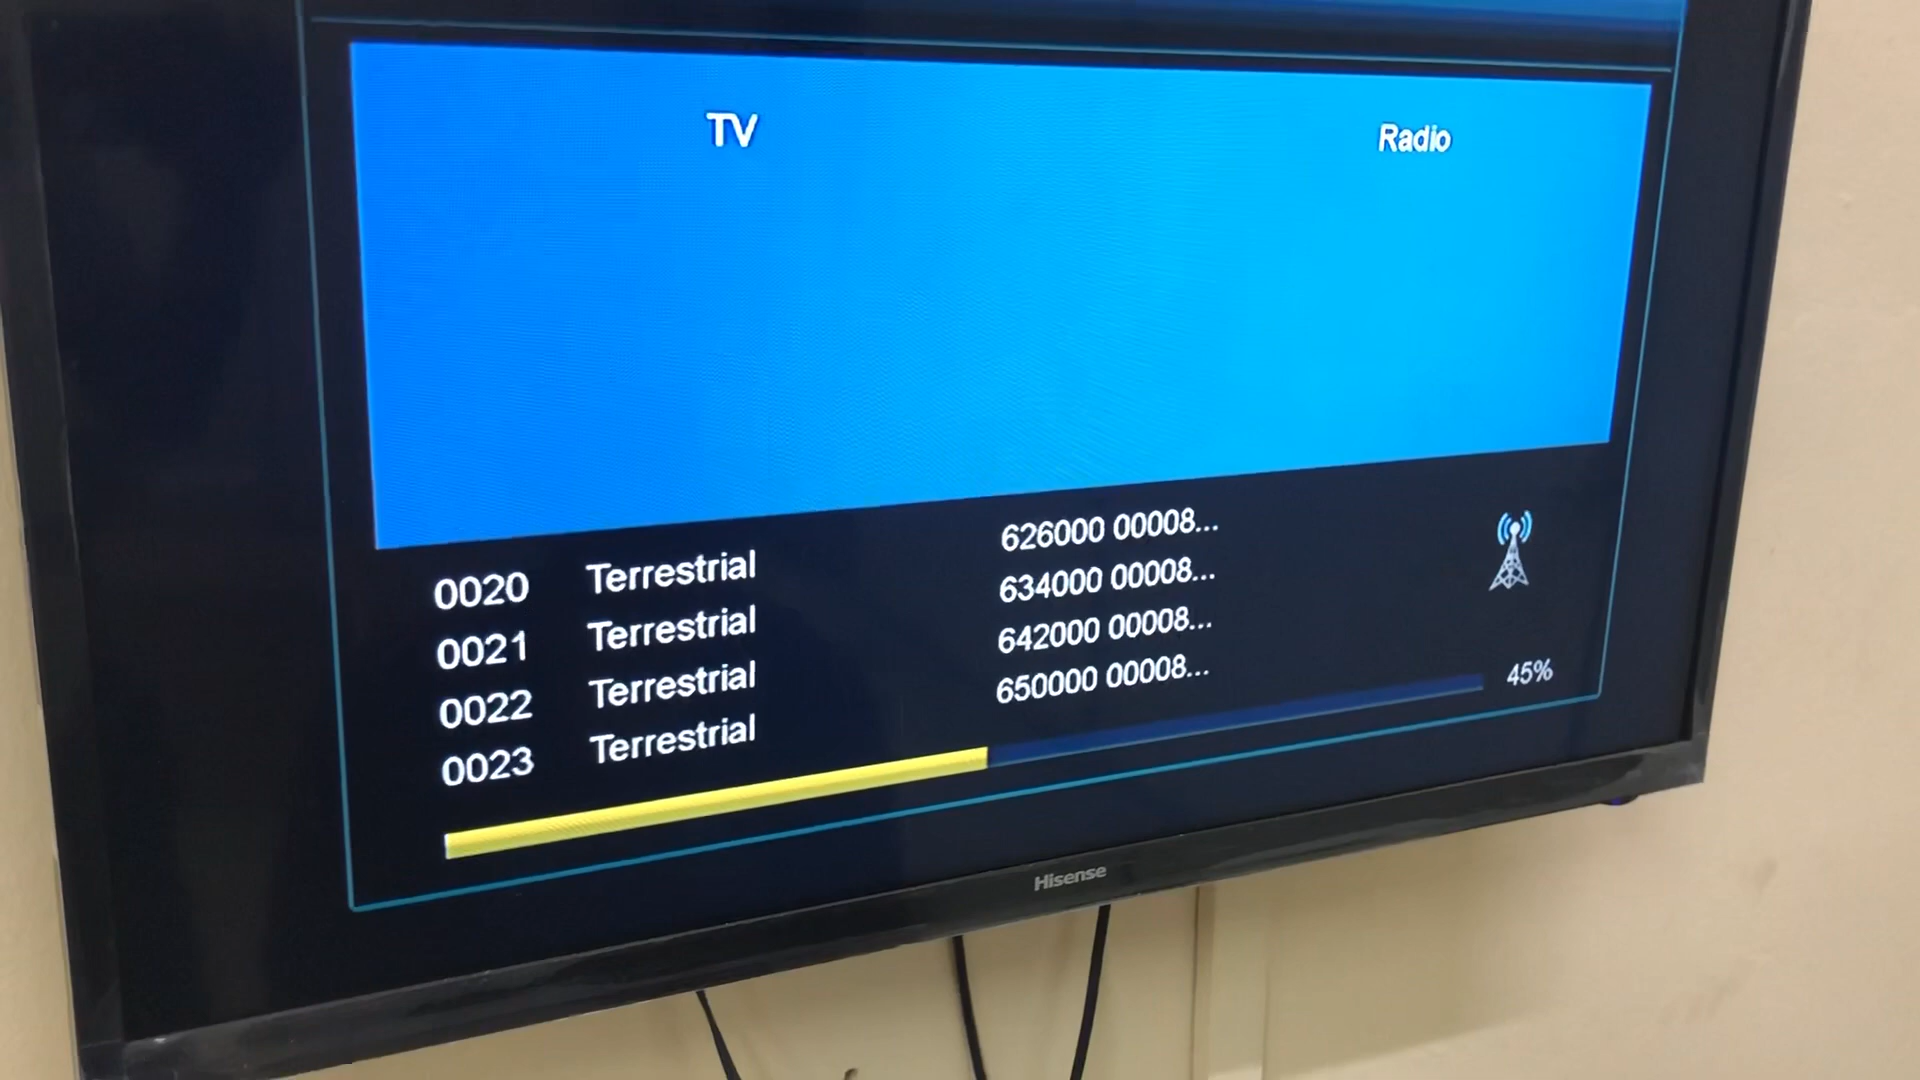 TV Radio
0020 Terrestrial 626000 00008...
0021 Terrestrial 634000 00008...
0022 Terrestrial 642000 00008...
0023 Terrestrial 650000 00008...
45%
Hisense